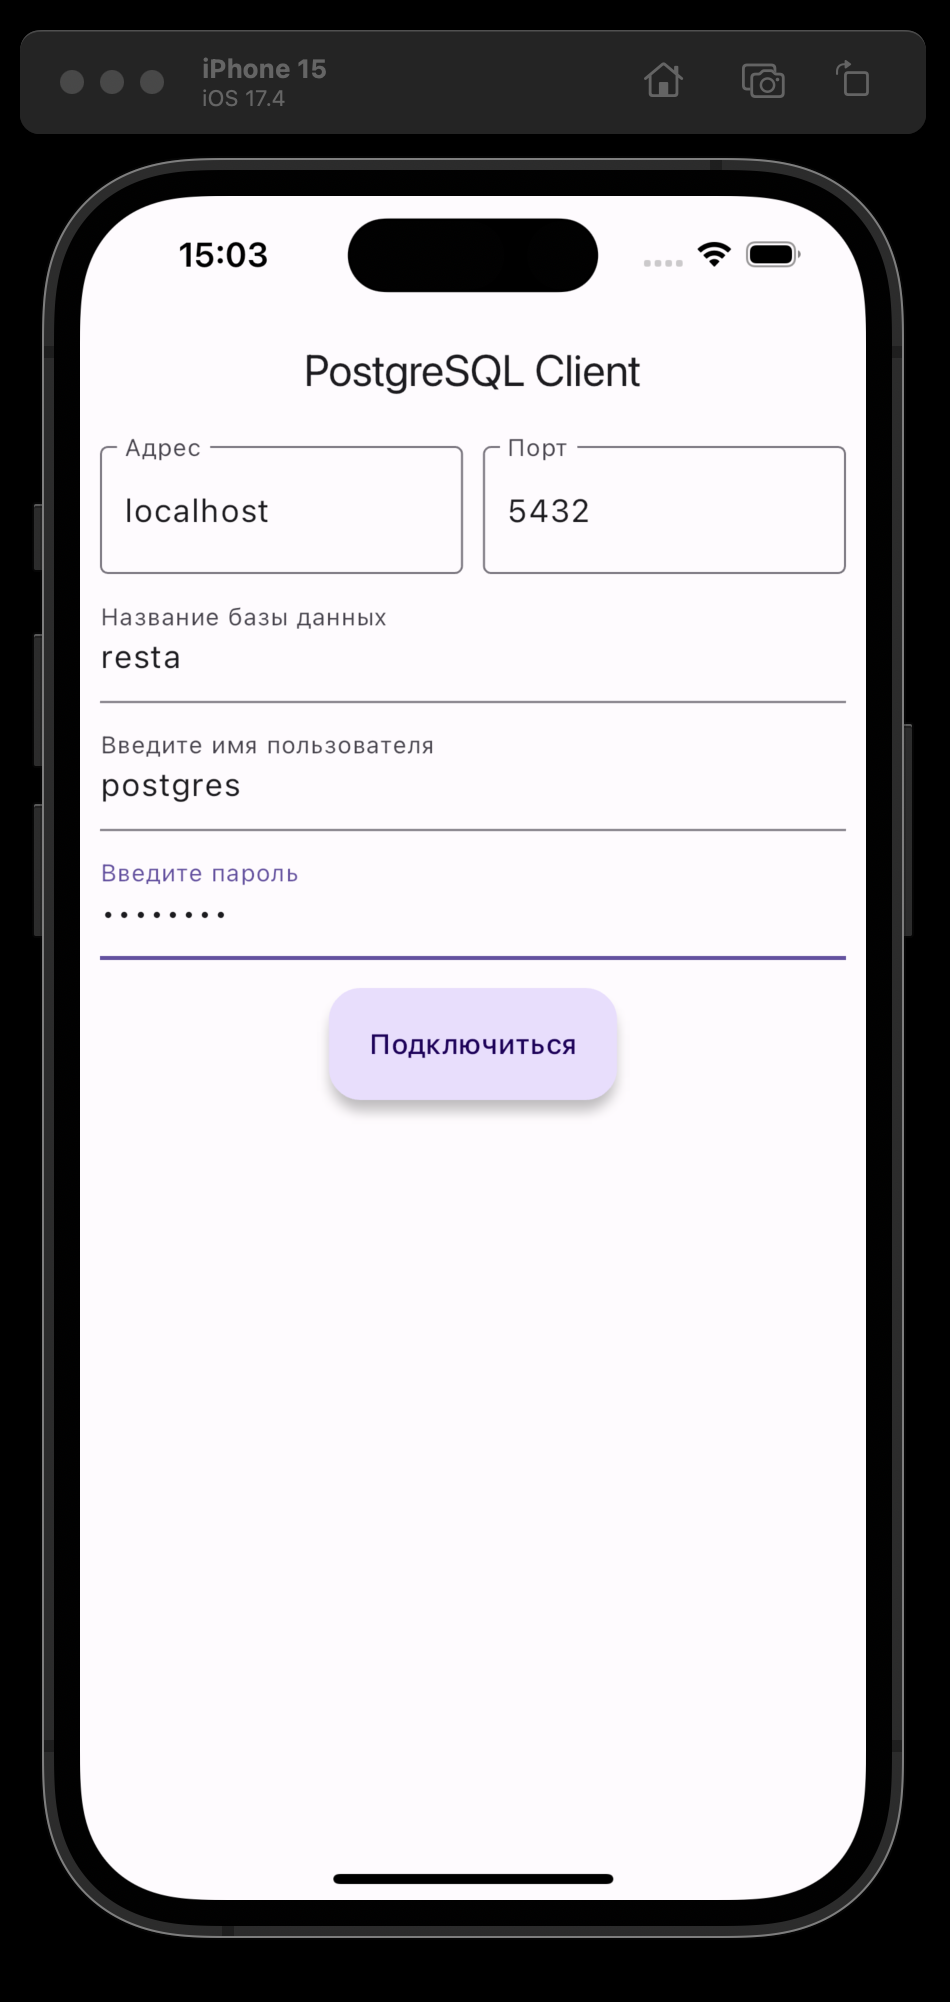 iPhone 15
iOS 17.4
15:03
PostgreSQL Client
Адрес
localhost
Порт
5432
Название базы данных
resta
Введите имя пользователя
postgres
Введите пароль
••••••••
Подключиться